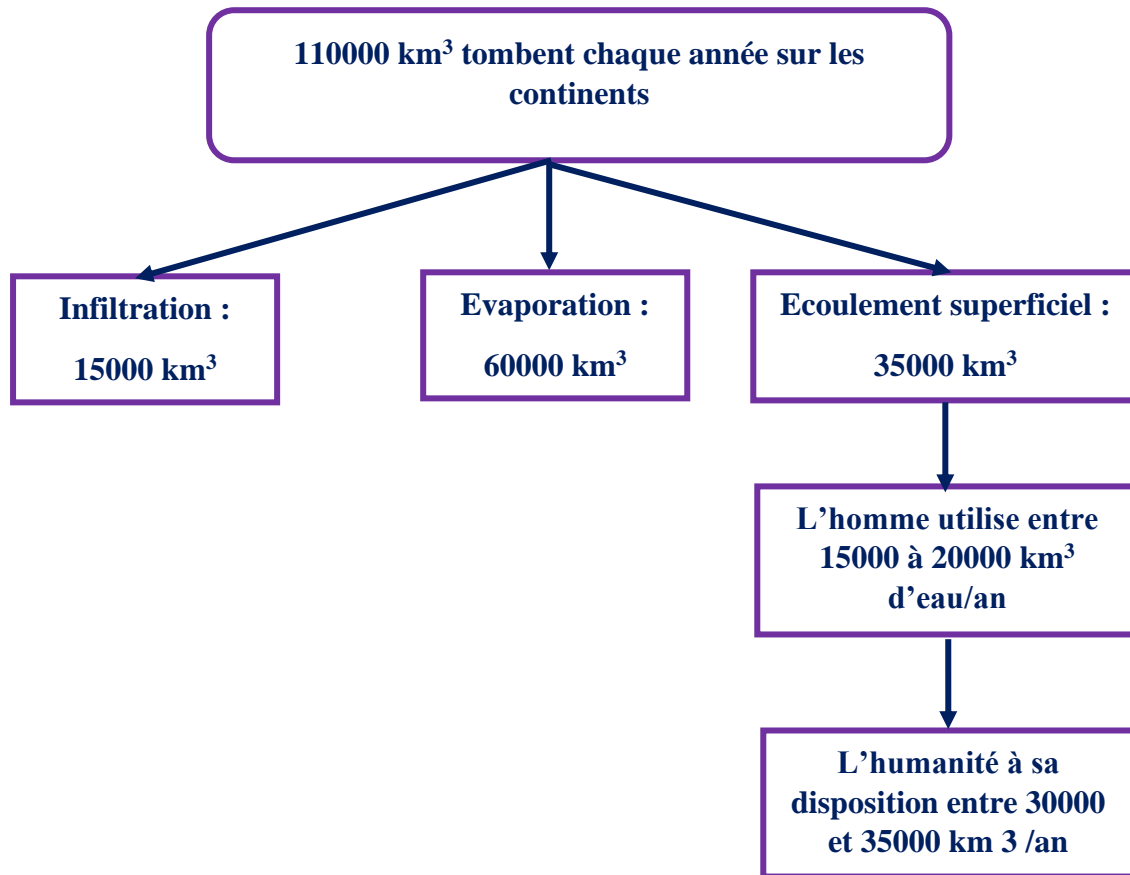 110000 km³ tombent chaque année sur les
continents
Infiltration :
15000 km³
Evaporation :
60000 km³
Ecoulement superficiel :
35000 km³
L’homme utilise entre
15000 à 20000 km³
d’eau/an
L’humanité à sa
disposition entre 30000
et 35000 km 3 /an